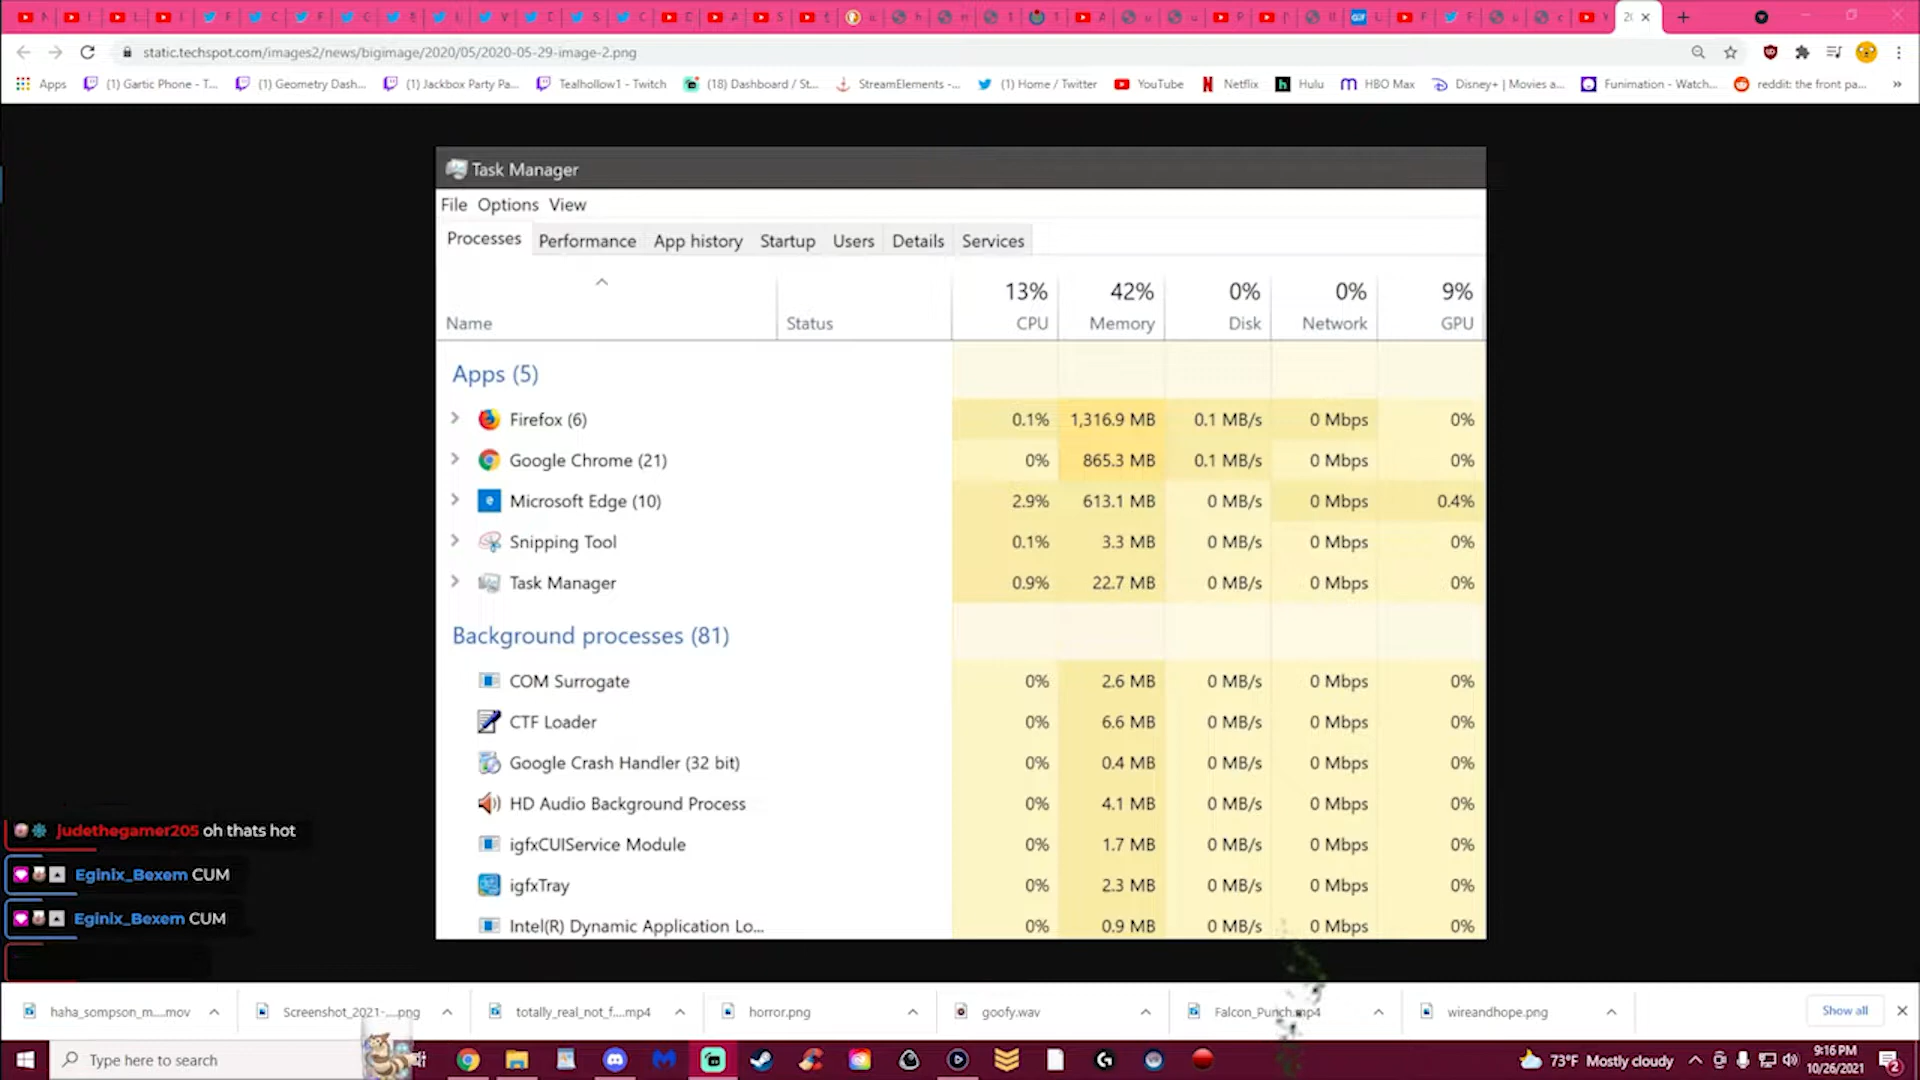 static.techspot.com/images2/news/bigimage/2020/05/2020-05-29-image-2.png
Apps
(1) Gartic Phone - T...
(1) Geometry Dash...
(1) Jackbox Party Pa...
Tealhollow1 - Twitch
(18) Dashboard / St...
StreamElements -...
(1) Home / Twitter
YouTube
Netflix
Hulu
HBO Max
Disney+ | Movies a...
Funimation - Watch...
reddit: the front pa...
Task Manager
File Options View
Processes Performance App history Startup Users Details Services
13% 42% 0% 0% 9%
Name Status CPU Memory Disk Network GPU
Apps (5)
Firefox (6) 0.1% 1,316.9 MB 0.1 MB/s 0 Mbps 0%
Google Chrome (21) 0% 865.3 MB 0.1 MB/s 0 Mbps 0%
Microsoft Edge (10) 2.9% 613.1 MB 0 MB/s 0 Mbps 0.4%
Snipping Tool 0.1% 3.3 MB 0 MB/s 0 Mbps 0%
Task Manager 0.9% 22.7 MB 0 MB/s 0 Mbps 0%
Background processes (81)
COM Surrogate 0% 2.6 MB 0 MB/s 0 Mbps 0%
CTF Loader 0% 6.6 MB 0 MB/s 0 Mbps 0%
Google Crash Handler (32 bit) 0% 0.4 MB 0 MB/s 0 Mbps 0%
HD Audio Background Process 0% 4.1 MB 0 MB/s 0 Mbps 0%
igfxCUIService Module 0% 1.7 MB 0 MB/s 0 Mbps 0%
igfxTray 0% 2.3 MB 0 MB/s 0 Mbps 0%
Intel(R) Dynamic Application Lo... 0% 0.9 MB 0 MB/s 0 Mbps 0%
judethegamer205 oh thats hot
Eginix_Bexem CUM
Eginix_Bexem CUM
haha_sompson_m....mov
Screenshot_2021-....png
totally_real_not_f....mp4
horror.png
goofy.wav
Falcon_Punch.mp4
wireandhope.png
Show all
Type here to search
73°F Mostly cloudy
9:16 PM
10/26/2021
2